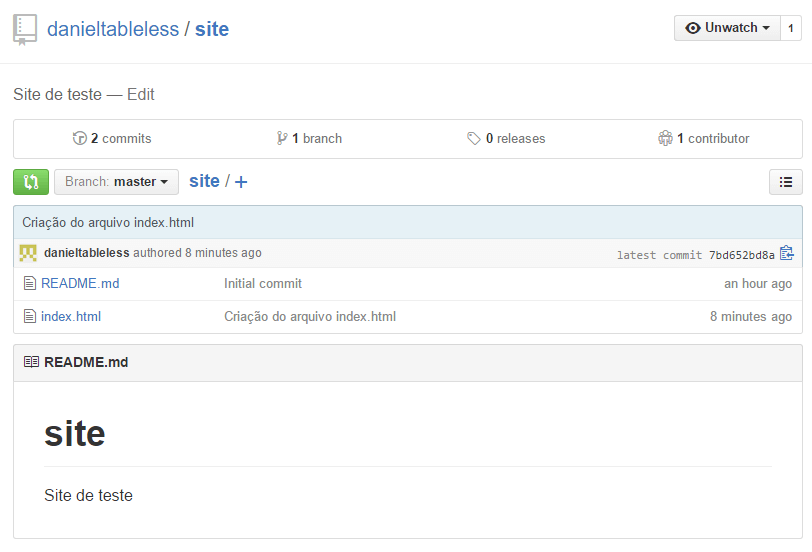 danieltableless / site
Unwatch
1
Site de teste — Edit
2 commits
1 branch
0 releases
1 contributor
Branch: master
site / +
Criação do arquivo index.html
danieltableless authored 8 minutes ago
latest commit 7bd652bd8a
README.md Initial commit an hour ago
index.html Criação do arquivo index.html 8 minutes ago
README.md
site
Site de teste